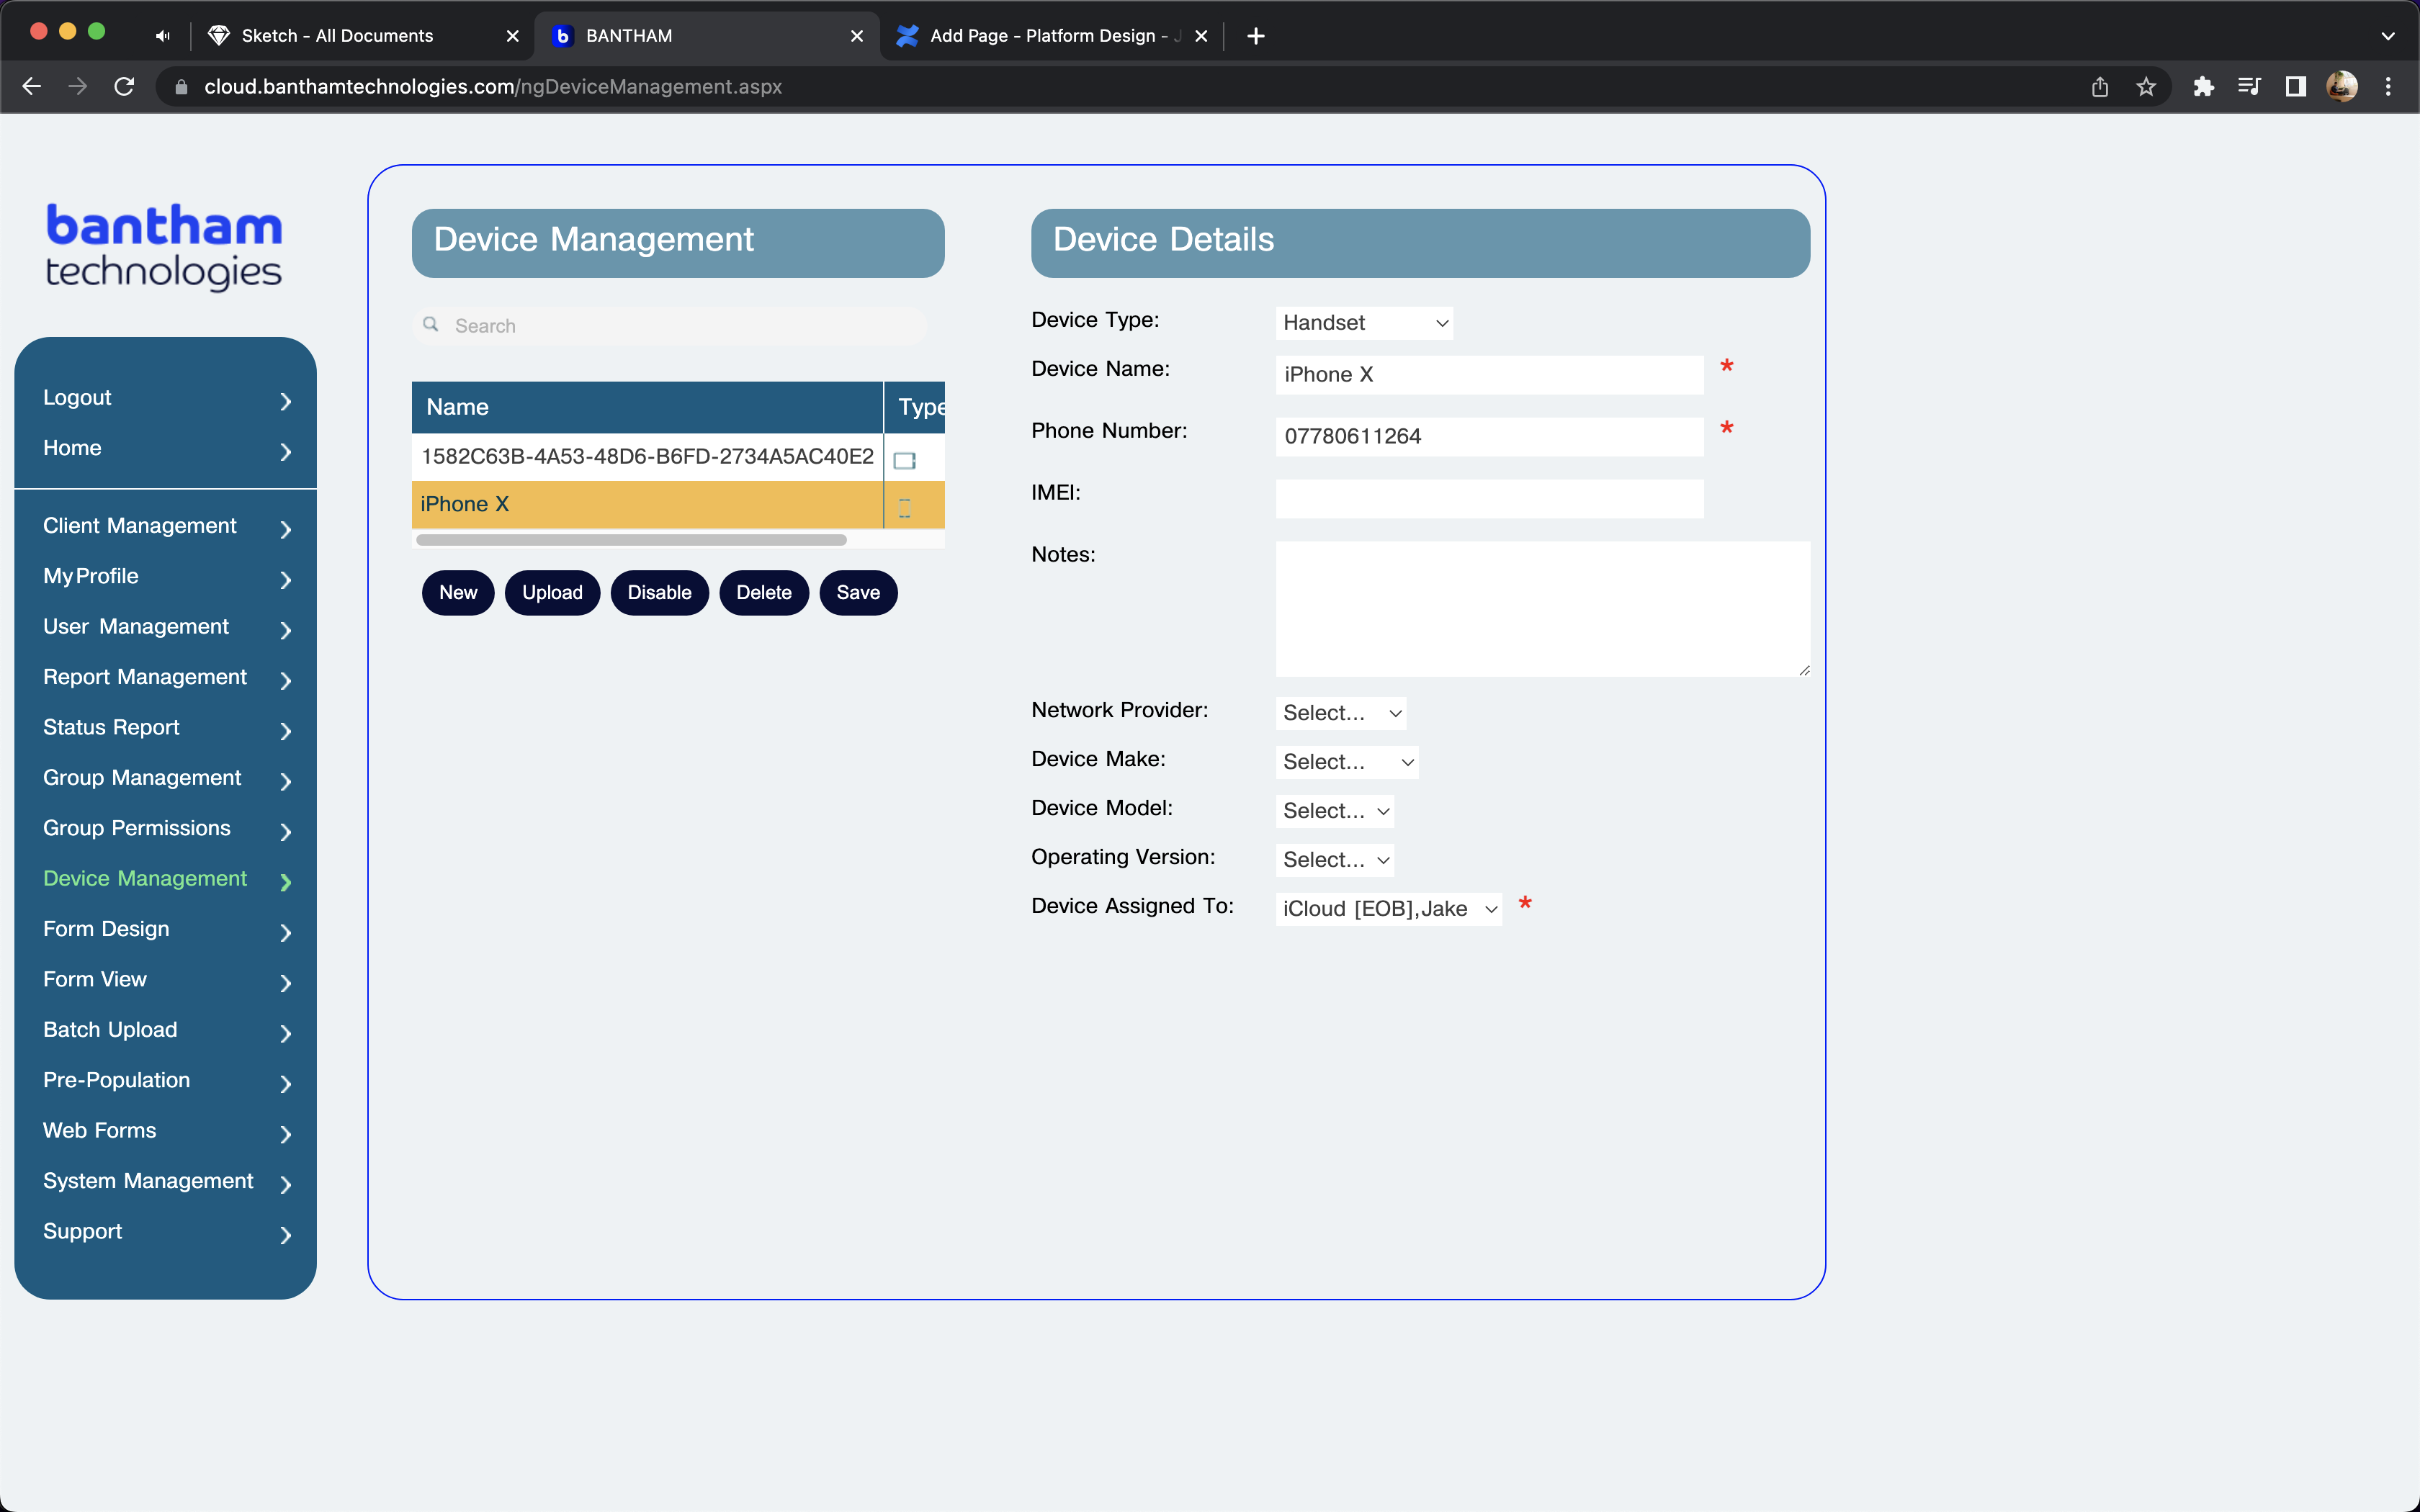 Sketch - All Documents
BANTHAM
Add Page - Platform Design -
cloud.banthamtechnologies.com/ngDeviceManagement.aspx
bantham
technologies
Logout
Home
Client Management
My Profile
User Management
Report Management
Status Report
Group Management
Group Permissions
Device Management
Form Design
Form View
Batch Upload
Pre-Population
Web Forms
System Management
Support
Device Management
Search
Name Type
1582C63B-4A53-48D6-B6FD-2734A5AC40E2
iPhone X
New Upload Disable Delete Save
Device Details
Device Type: Handset
Device Name: iPhone X *
Phone Number: 07780611264 *
IMEI:
Notes:
Network Provider: Select...
Device Make: Select...
Device Model: Select...
Operating Version: Select...
Device Assigned To: iCloud [EOB],Jake *